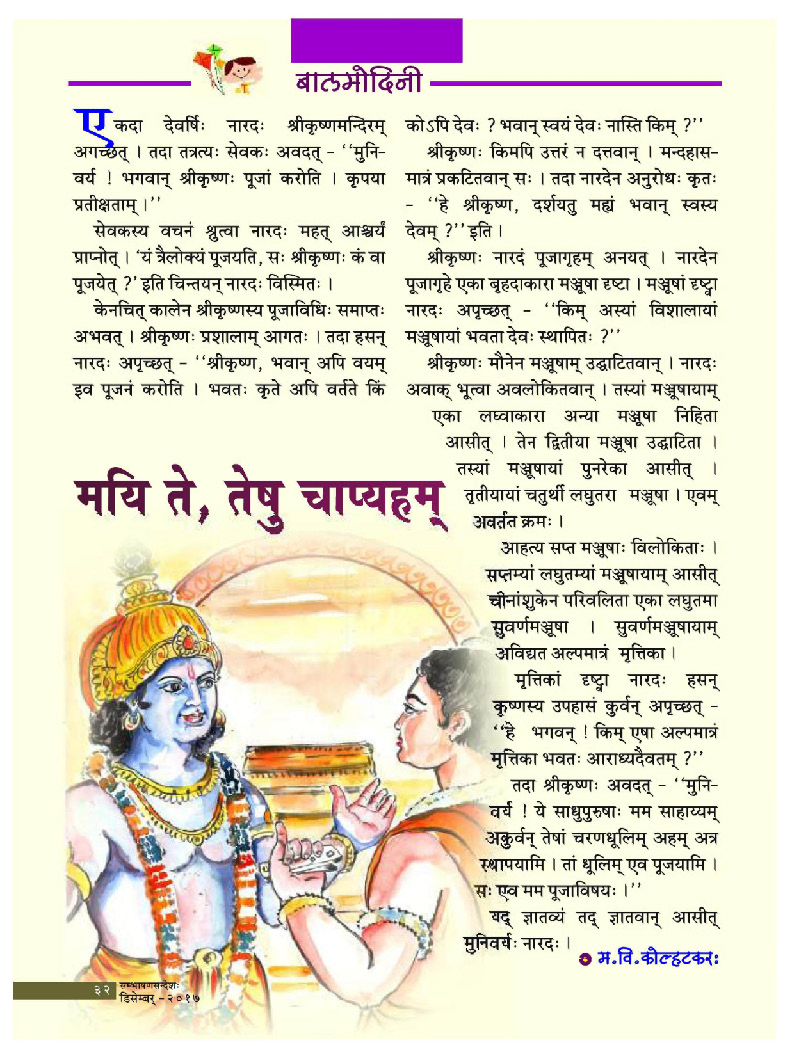 बालमोदिनी
एकदा देवर्षिः नारदः श्रीकृष्णमन्दिरम्
अगच्छत् । तदा तत्रत्यः सेवकः अवदत् - ‘‘मुनि-
वर्य ! भगवान् श्रीकृष्णः पूजां करोति । कृपया
प्रतीक्षताम् ।’’
सेवकस्य वचनं श्रुत्वा नारदः महत् आश्चर्यं
प्राप्नोत् । ‘यं त्रैलोक्यं पूजयति, सः श्रीकृष्णः कं वा
पूजयेत् ?’ इति चिन्तयन् नारदः विस्मितः ।
केनचित् कालेन श्रीकृष्णस्य पूजाविधिः समाप्तः
अभवत् । श्रीकृष्णः प्रशालाम् आगतः । तदा हसन्
नारदः अपृच्छत् - ‘‘श्रीकृष्ण, भवान् अपि वयम्
इव पूजनं करोति । भवतः कृते अपि वर्तते किं
कोऽपि देवः ? भवान् स्वयं देवः नास्ति किम् ?’’
श्रीकृष्णः किमपि उत्तरं न दत्तवान् । मन्दहास-
मात्रं प्रकटितवान् सः । तदा नारदेन अनुरोधः कृतः
- ‘‘हे श्रीकृष्ण, दर्शयतु मह्यं भवान् स्वस्य
देवम् ?’’ इति ।
श्रीकृष्णः नारदं पूजागृहम् अनयत् । नारदेन
पूजागृहे एका बृहदाकारा मञ्जूषा दृष्टा । मञ्जूषां दृष्ट्वा
नारदः अपृच्छत् - ‘‘किम् अस्यां विशालायां
मञ्जूषायां भवता देवः स्थापितः ?’’
श्रीकृष्णः मौनेन मञ्जूषाम् उद्घाटितवान् । नारदः
अवाक् भूत्वा अवलोकितवान् । तस्यां मञ्जूषायाम्
एका लघ्वाकारा अन्या मञ्जूषा निहिता
आसीत् । तेन द्वितीया मञ्जूषा उद्घाटिता ।
तस्यां मञ्जूषायां पुनरेका आसीत् ।
तृतीयायां चतुर्थी लघुतरा मञ्जूषा । एवम्
अवर्तत क्रमः ।
आहत्य सप्त मञ्जूषाः विलोकिताः ।
सप्तम्यां लघुतम्यां मञ्जूषायाम् आसीत्
चीनांशुकेन परिवलिता एका लघुतमा
सुवर्णमञ्जूषा । सुवर्णमञ्जूषायाम्
अविद्यत अल्पमात्रं मृत्तिका ।
मृत्तिकां दृष्ट्वा नारदः हसन्
कृष्णस्य उपहासं कुर्वन् अपृच्छत् -
‘‘हे भगवन् ! किम् एषा अल्पमात्रं
मृत्तिका भवतः आराध्यदैवतम् ?’’
तदा श्रीकृष्णः अवदत् - ‘‘मुनि-
वर्य ! ये साधुपुरुषाः मम साहाय्यम्
अकुर्वन् तेषां चरणधूलिम् अहम् अत्र
स्थापयामि । तां धूलिम् एव पूजयामि ।
सः एव मम पूजाविषयः ।’’
यद् ज्ञातव्यं तद् ज्ञातवान् आसीत्
मुनिवर्यः नारदः ।
म.वि.कोल्हटकरः
मयि ते, तेषु चाप्यहम्
३२ सम्भाषणसन्देशः
डिसेम्बर् - २०१७